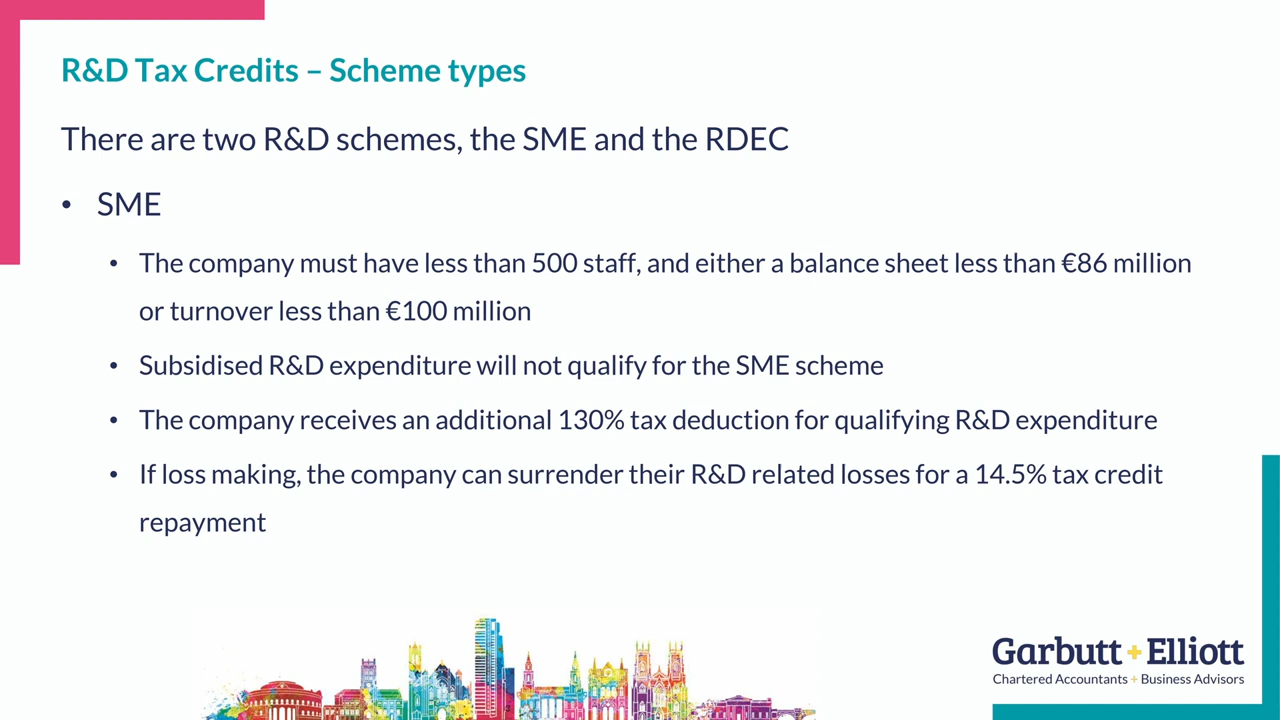 R&D Tax Credits – Scheme types
There are two R&D schemes, the SME and the RDEC
• SME
• The company must have less than 500 staff, and either a balance sheet less than €86 million
or turnover less than €100 million
• Subsidised R&D expenditure will not qualify for the SME scheme
• The company receives an additional 130% tax deduction for qualifying R&D expenditure
• If loss making, the company can surrender their R&D related losses for a 14.5% tax credit
repayment
Garbutt + Elliott
Chartered Accountants + Business Advisors